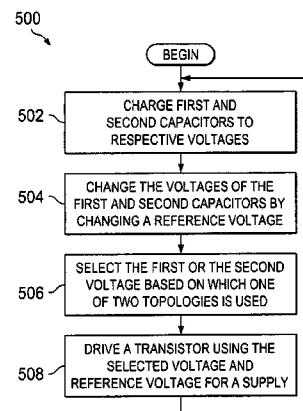 500
BEGIN
502
CHARGE FIRST AND
SECOND CAPACITORS TO
RESPECTIVE VOLTAGES
504
CHANGE THE VOLTAGES OF THE
FIRST AND SECOND CAPACITORS BY
CHANGING A REFERENCE VOLTAGE
506
SELECT THE FIRST OR THE SECOND
VOLTAGE BASED ON WHICH ONE
OF TWO TOPOLOGIES IS USED
508
DRIVE A TRANSISTOR USING THE
SELECTED VOLTAGE AND
REFERENCE VOLTAGE FOR A SUPPLY